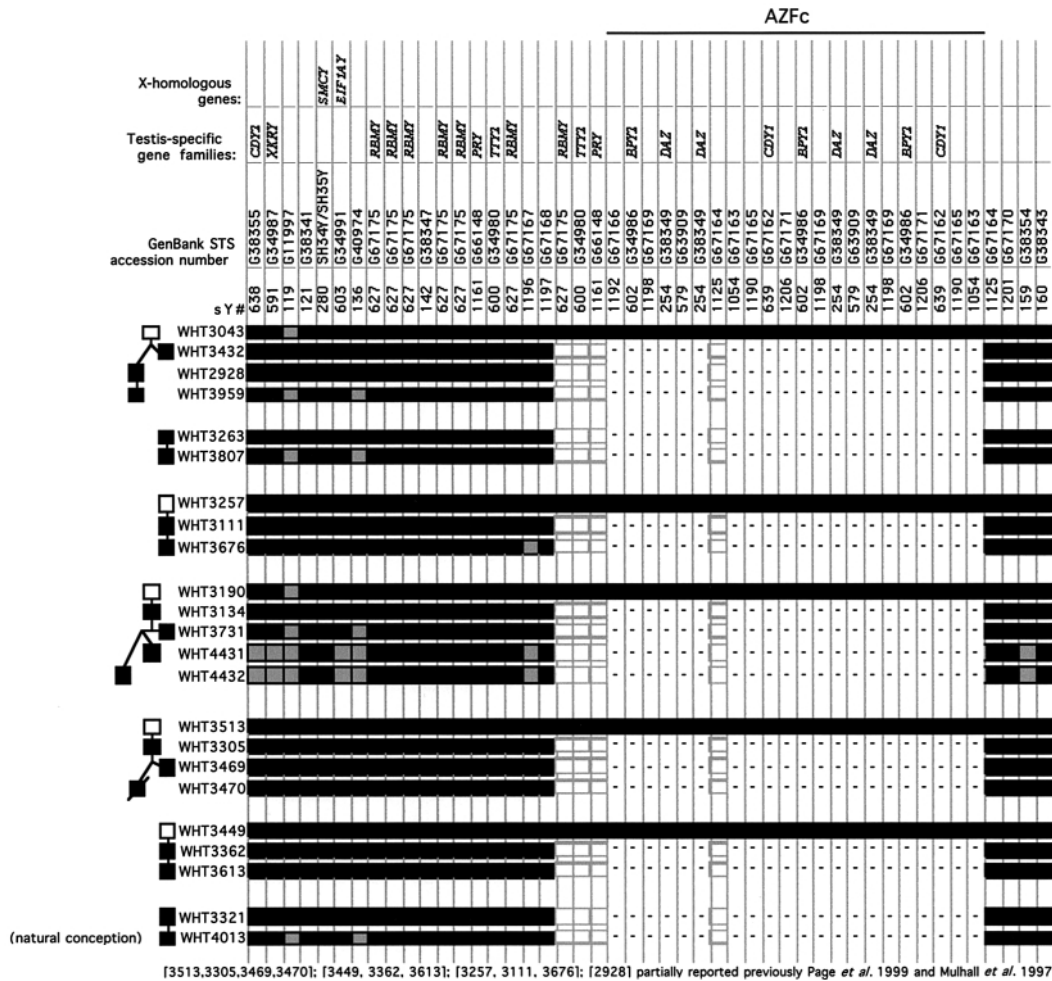 AZFc
X-homologous genes:
SMCY EIF1AY
Testis-specific gene families:
CDY2 XKRY RBMY RBMY RBMY RBMY RBMY PRY TTY2 RBMY RBMY TTY2 PRY BPY2 DAZ DAZ CDY1 BPY2 DAZ DAZ BPY2 CDY1
GenBank STS accession number
G38355 G34987 G11997 G38341 SH34Y/SH35Y G34991 G40974 G67175 G67175 G67175 G38347 G67175 G67175 G66148 G34980 G67175 G67167 G67168 G67175 G34980 G66148 G67166 G34986 G67169 G38349 G63909 G38349 G67164 G67163 G67165 G67162 G67171 G34986 G67169 G38349 G63909 G38349 G67169 G34986 G67171 G67162 G67165 G67163 G67164 G67170 G38354 G38343
sY# 638 591 119 121 280 603 136 627 627 627 142 627 627 1161 600 627 1196 1197 627 600 1161 1192 602 1198 254 579 254 1125 1054 1190 639 1206 602 1198 254 579 254 1198 602 1206 639 1190 1054 1125 1201 159 160
WHT3043
WHT3432
WHT2928
WHT3959
WHT3263
WHT3807
WHT3257
WHT3111
WHT3676
WHT3190
WHT3134
WHT3731
WHT4431
WHT4432
WHT3513
WHT3305
WHT3469
WHT3470
WHT3449
WHT3362
WHT3613
WHT3321
(natural conception) WHT4013
[3513,3305,3469,3470]; [3449, 3362, 3613]; [3257, 3111, 3676]; [2928] partially reported previously Page et al. 1999 and Mulhall et al. 1997